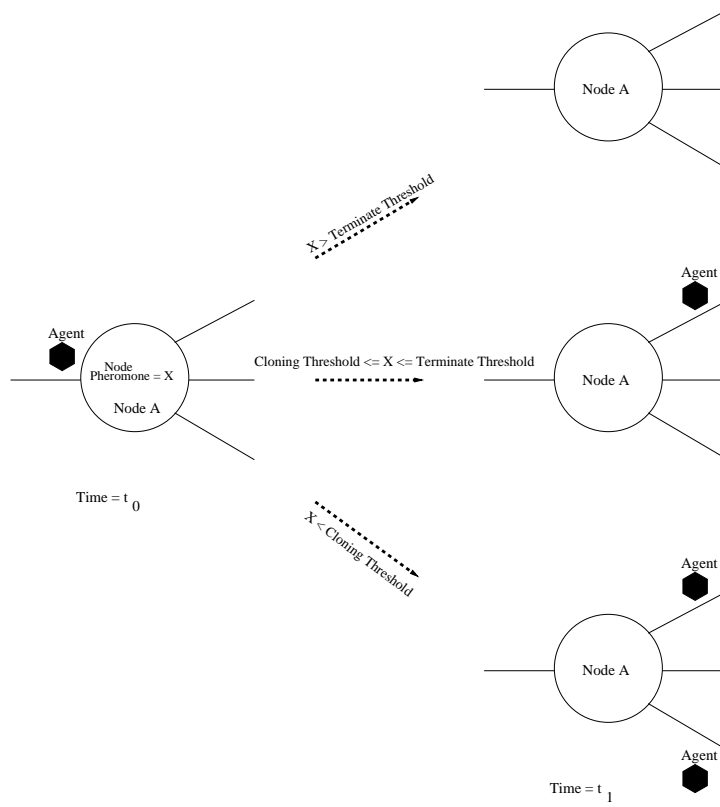 Node A
X > Terminate Threshold
Agent
Agent
Node
Pheromone = X
Node A
Cloning Threshold <= X <= Terminate Threshold
Node A
Time = t 0
X < Cloning Threshold
Agent
Node A
Agent
Time = t 1